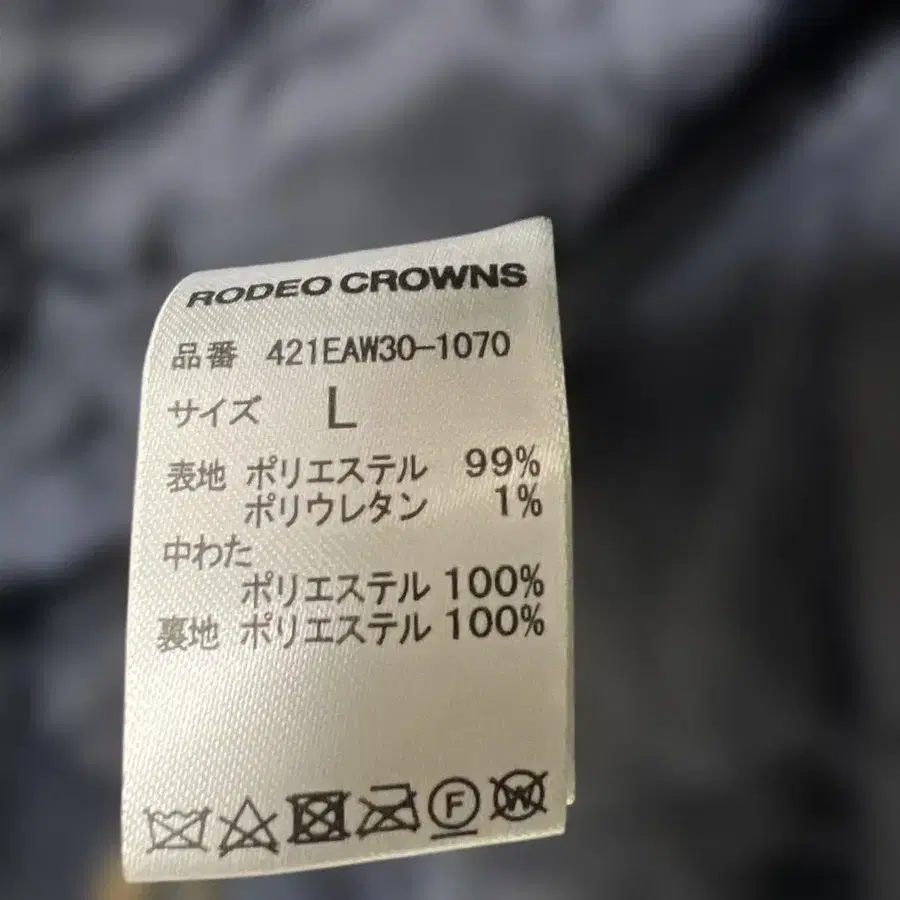 RODEO CROWNS
品番 421EAW30-1070
サイズ L
表地 ポリエステル 99%
ポリウレタン 1%
中わた
ポリエステル 100%
裏地 ポリエステル 100%
F W